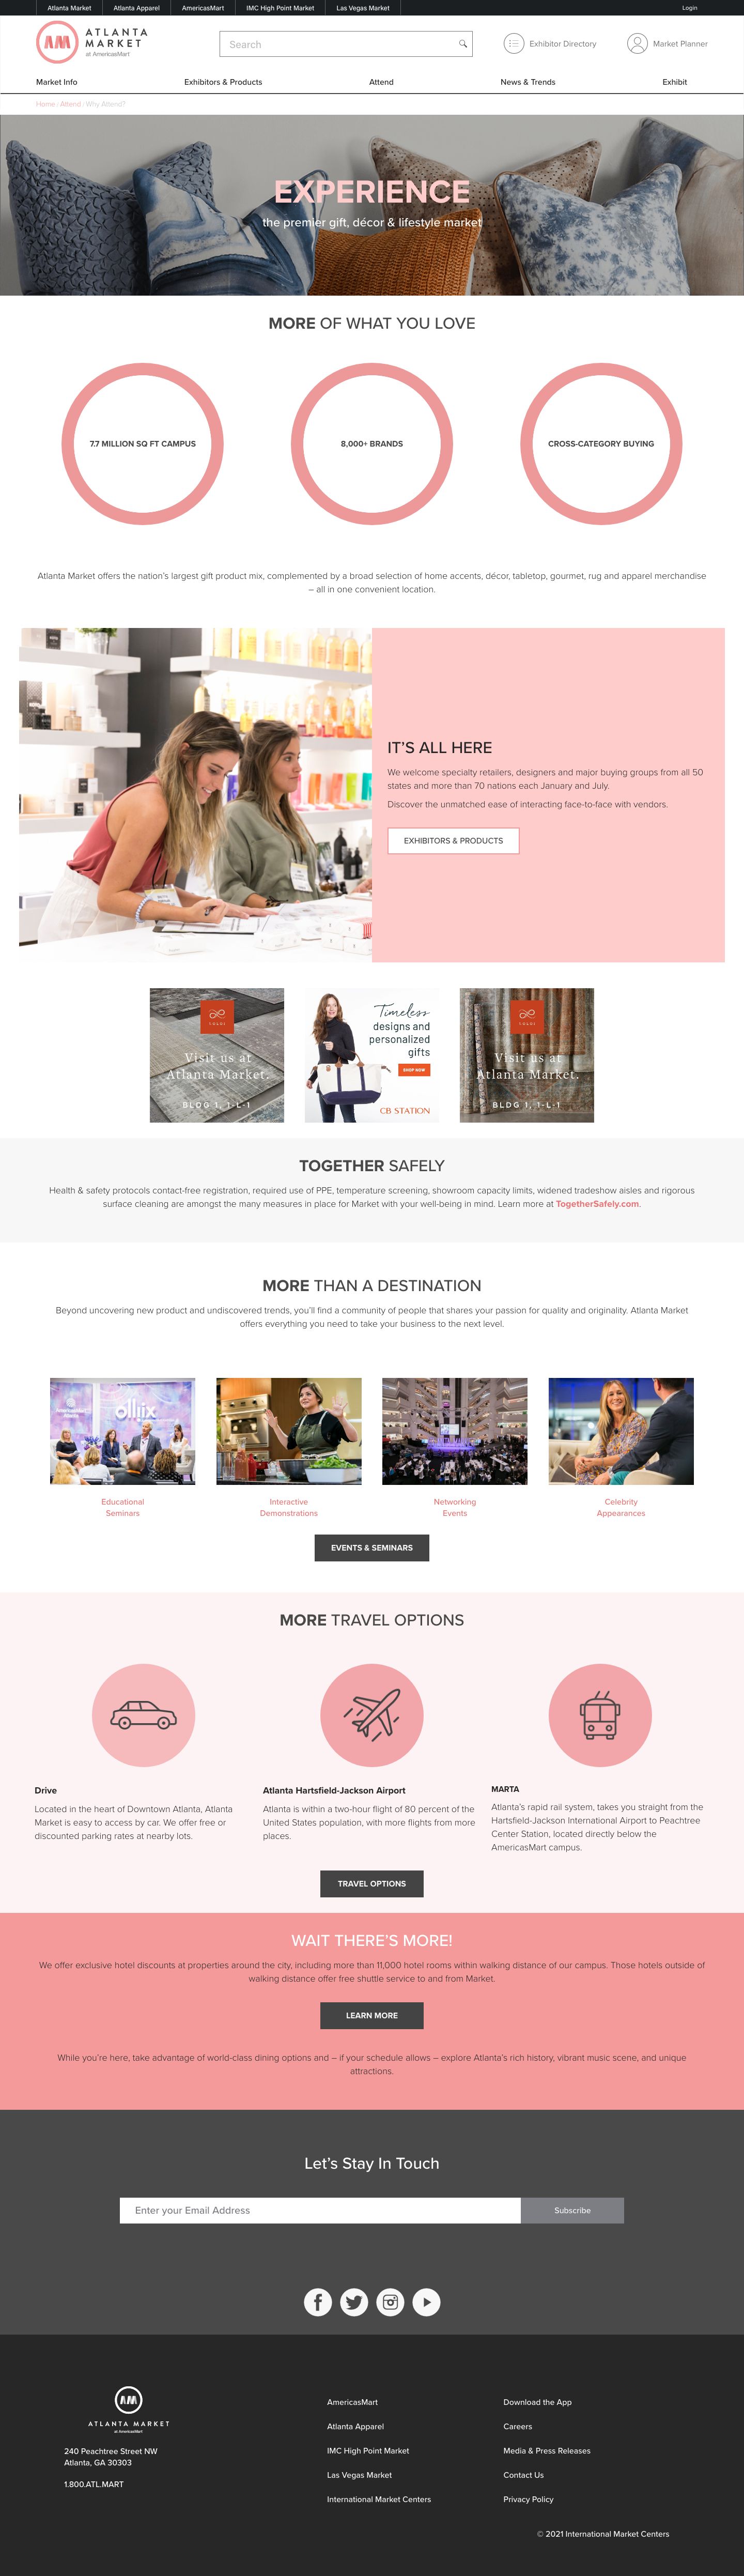 Atlanta Market
Atlanta Apparel
AmericasMart
IMC High Point Market
Las Vegas Market
Login
AM
ATLANTA
MARKET
at AmericasMart
Search
Exhibitor Directory
Market Planner
Market Info
Exhibitors & Products
Attend
News & Trends
Exhibit
Home / Attend / Why Attend?
EXPERIENCE
the premier gift, décor & lifestyle market
MORE OF WHAT YOU LOVE
7.7 MILLION SQ FT CAMPUS
8,000+ BRANDS
CROSS-CATEGORY BUYING
Atlanta Market offers the nation's largest gift product mix, complemented by a broad selection of home accents, décor, tabletop, gourmet, rug and apparel merchandise
– all in one convenient location.
IT'S ALL HERE
We welcome specialty retailers, designers and major buying groups from all 50
states and more than 70 nations each January and July.
Discover the unmatched ease of interacting face-to-face with vendors.
EXHIBITORS & PRODUCTS
LOLOI
Visit us at
Atlanta Market.
BLDG 1, 1-L-1
Timeless
designs and
personalized
gifts
SHOP NOW
CB STATION
LOLOI
Visit us at
Atlanta Market.
BLDG 1, 1-L-1
TOGETHER SAFELY
Health & safety protocols contact-free registration, required use of PPE, temperature screening, showroom capacity limits, widened tradeshow aisles and rigorous
surface cleaning are amongst the many measures in place for Market with your well-being in mind. Learn more at TogetherSafely.com.
MORE THAN A DESTINATION
Beyond uncovering new product and undiscovered trends, you'll find a community of people that shares your passion for quality and originality. Atlanta Market
offers everything you need to take your business to the next level.
ollix
Educational
Seminars
Interactive
Demonstrations
Networking
Events
Celebrity
Appearances
EVENTS & SEMINARS
MORE TRAVEL OPTIONS
Drive
Located in the heart of Downtown Atlanta, Atlanta
Market is easy to access by car. We offer free or
discounted parking rates at nearby lots.
Atlanta Hartsfield-Jackson Airport
Atlanta is within a two-hour flight of 80 percent of the
United States population, with more flights from more
places.
MARTA
Atlanta's rapid rail system, takes you straight from the
Hartsfield-Jackson International Airport to Peachtree
Center Station, located directly below the
AmericasMart campus.
TRAVEL OPTIONS
WAIT THERE'S MORE!
We offer exclusive hotel discounts at properties around the city, including more than 11,000 hotel rooms within walking distance of our campus. Those hotels outside of
walking distance offer free shuttle service to and from Market.
LEARN MORE
While you're here, take advantage of world-class dining options and – if your schedule allows – explore Atlanta's rich history, vibrant music scene, and unique
attractions.
Let's Stay In Touch
Enter your Email Address
Subscribe
AM
ATLANTA MARKET
at AmericasMart
240 Peachtree Street NW
Atlanta, GA 30303
1.800.ATL.MART
AmericasMart
Atlanta Apparel
IMC High Point Market
Las Vegas Market
International Market Centers
Download the App
Careers
Media & Press Releases
Contact Us
Privacy Policy
© 2021 International Market Centers